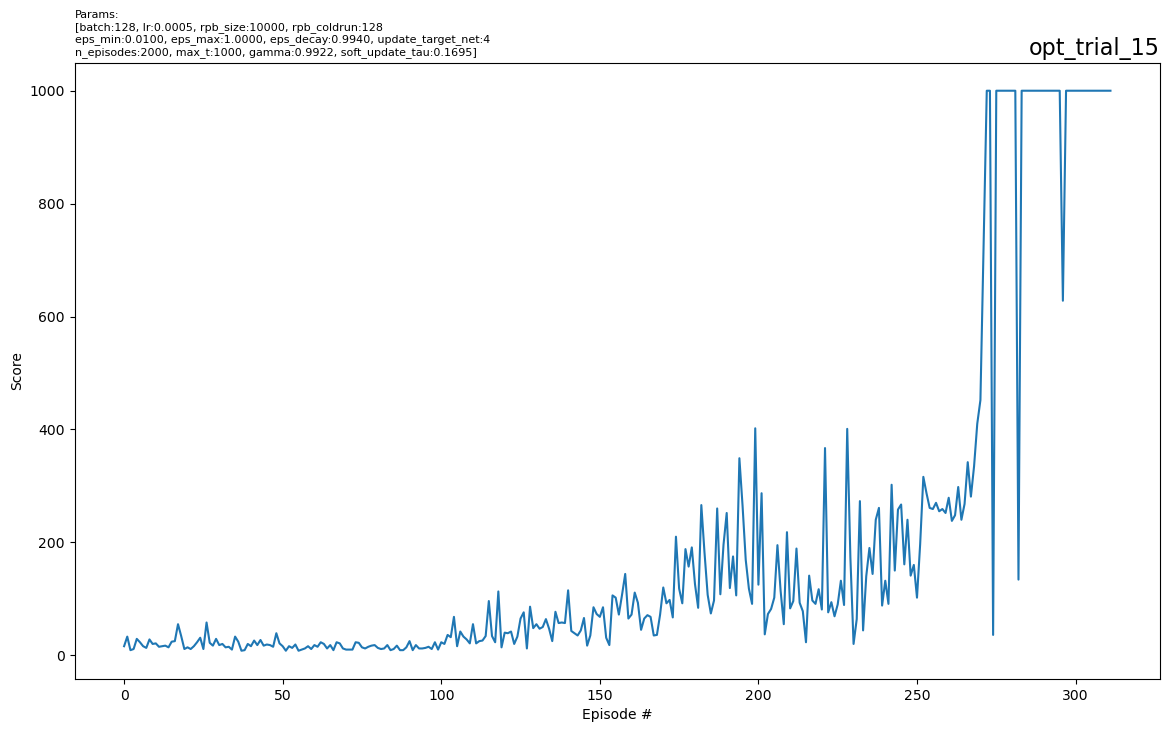 Params:
[batch:128, lr:0.0005, rpb_size:10000, rpb_coldrun:128
eps_min:0.0100, eps_max:1.0000, eps_decay:0.9940, update_target_net:4
n_episodes:2000, max_t:1000, gamma:0.9922, soft_update_tau:0.1695]
opt_trial_15
1000
800
600
400
200
0
Score
0 50 100 150 200 250 300
Episode #